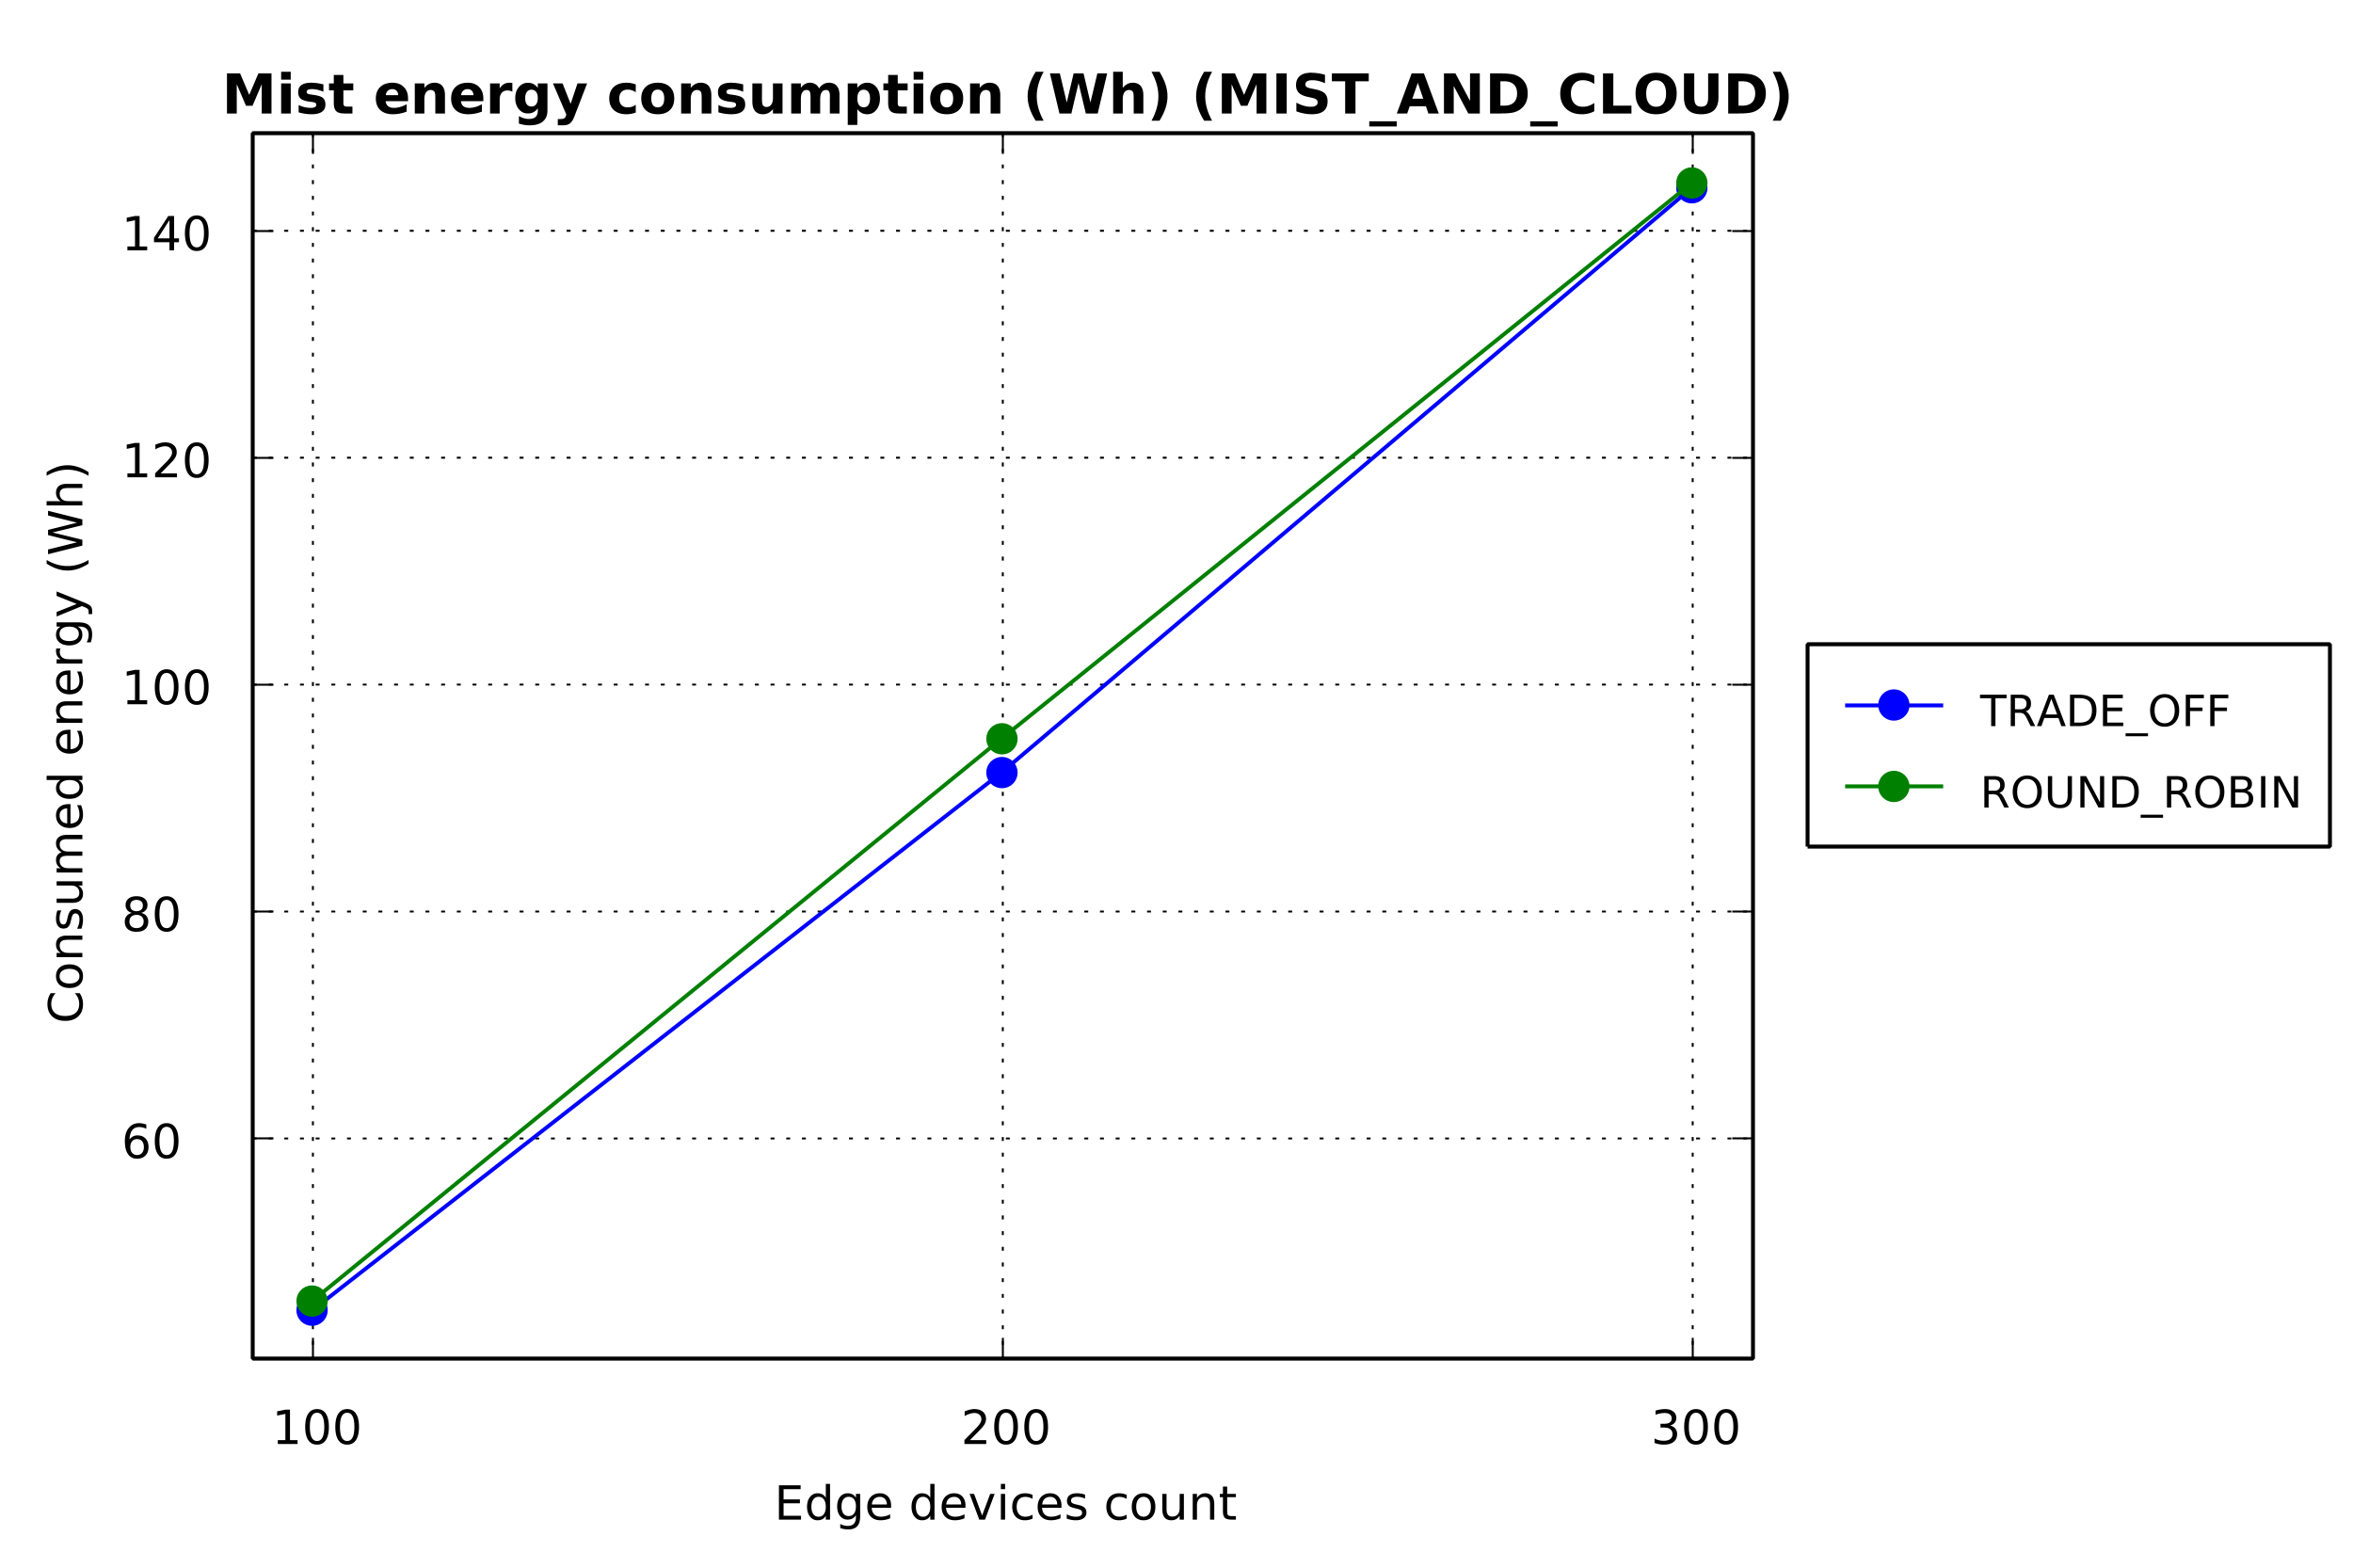 Mist energy consumption (Wh) (MIST_AND_CLOUD)
140
120
100
80
60
Consumed energy (Wh)
TRADE_OFF
ROUND_ROBIN
100 200 300
Edge devices count